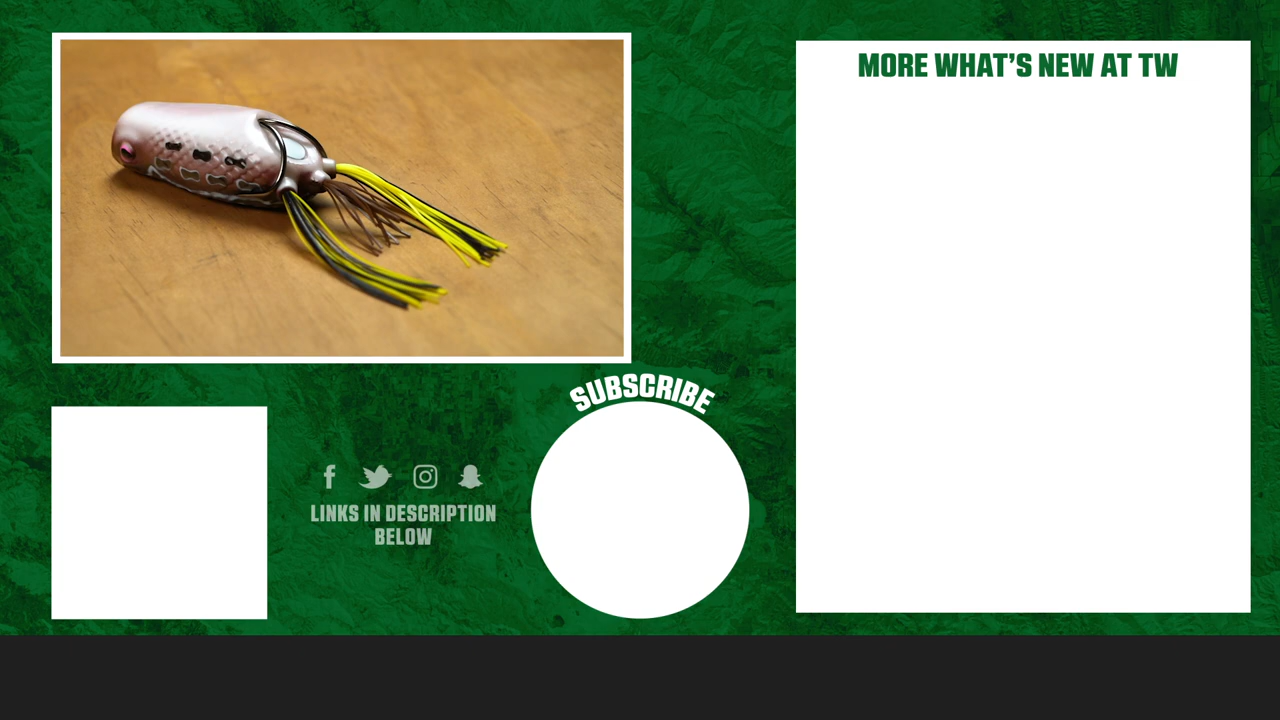 MORE WHAT'S NEW AT TW
SUBSCRIBE
LINKS IN DESCRIPTION
BELOW